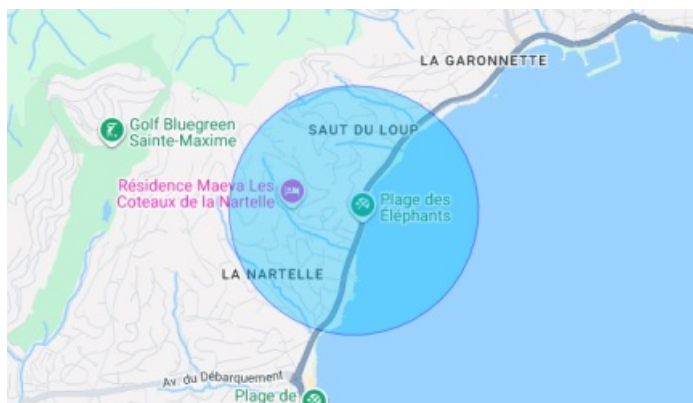 LA GARONNETTE
Golf Bluegreen
Sainte-Maxime
SAUT DU LOUP
Résidence Maeva Les
Coteaux de la Nartelle
Plage des
Éléphants
LA NARTELLE
Av. du Débarquement
Plage de